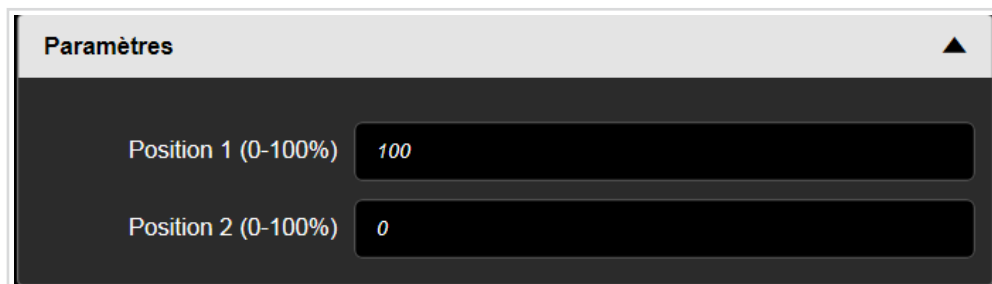 Paramètres
Position 1 (0-100%) 100
Position 2 (0-100%) 0